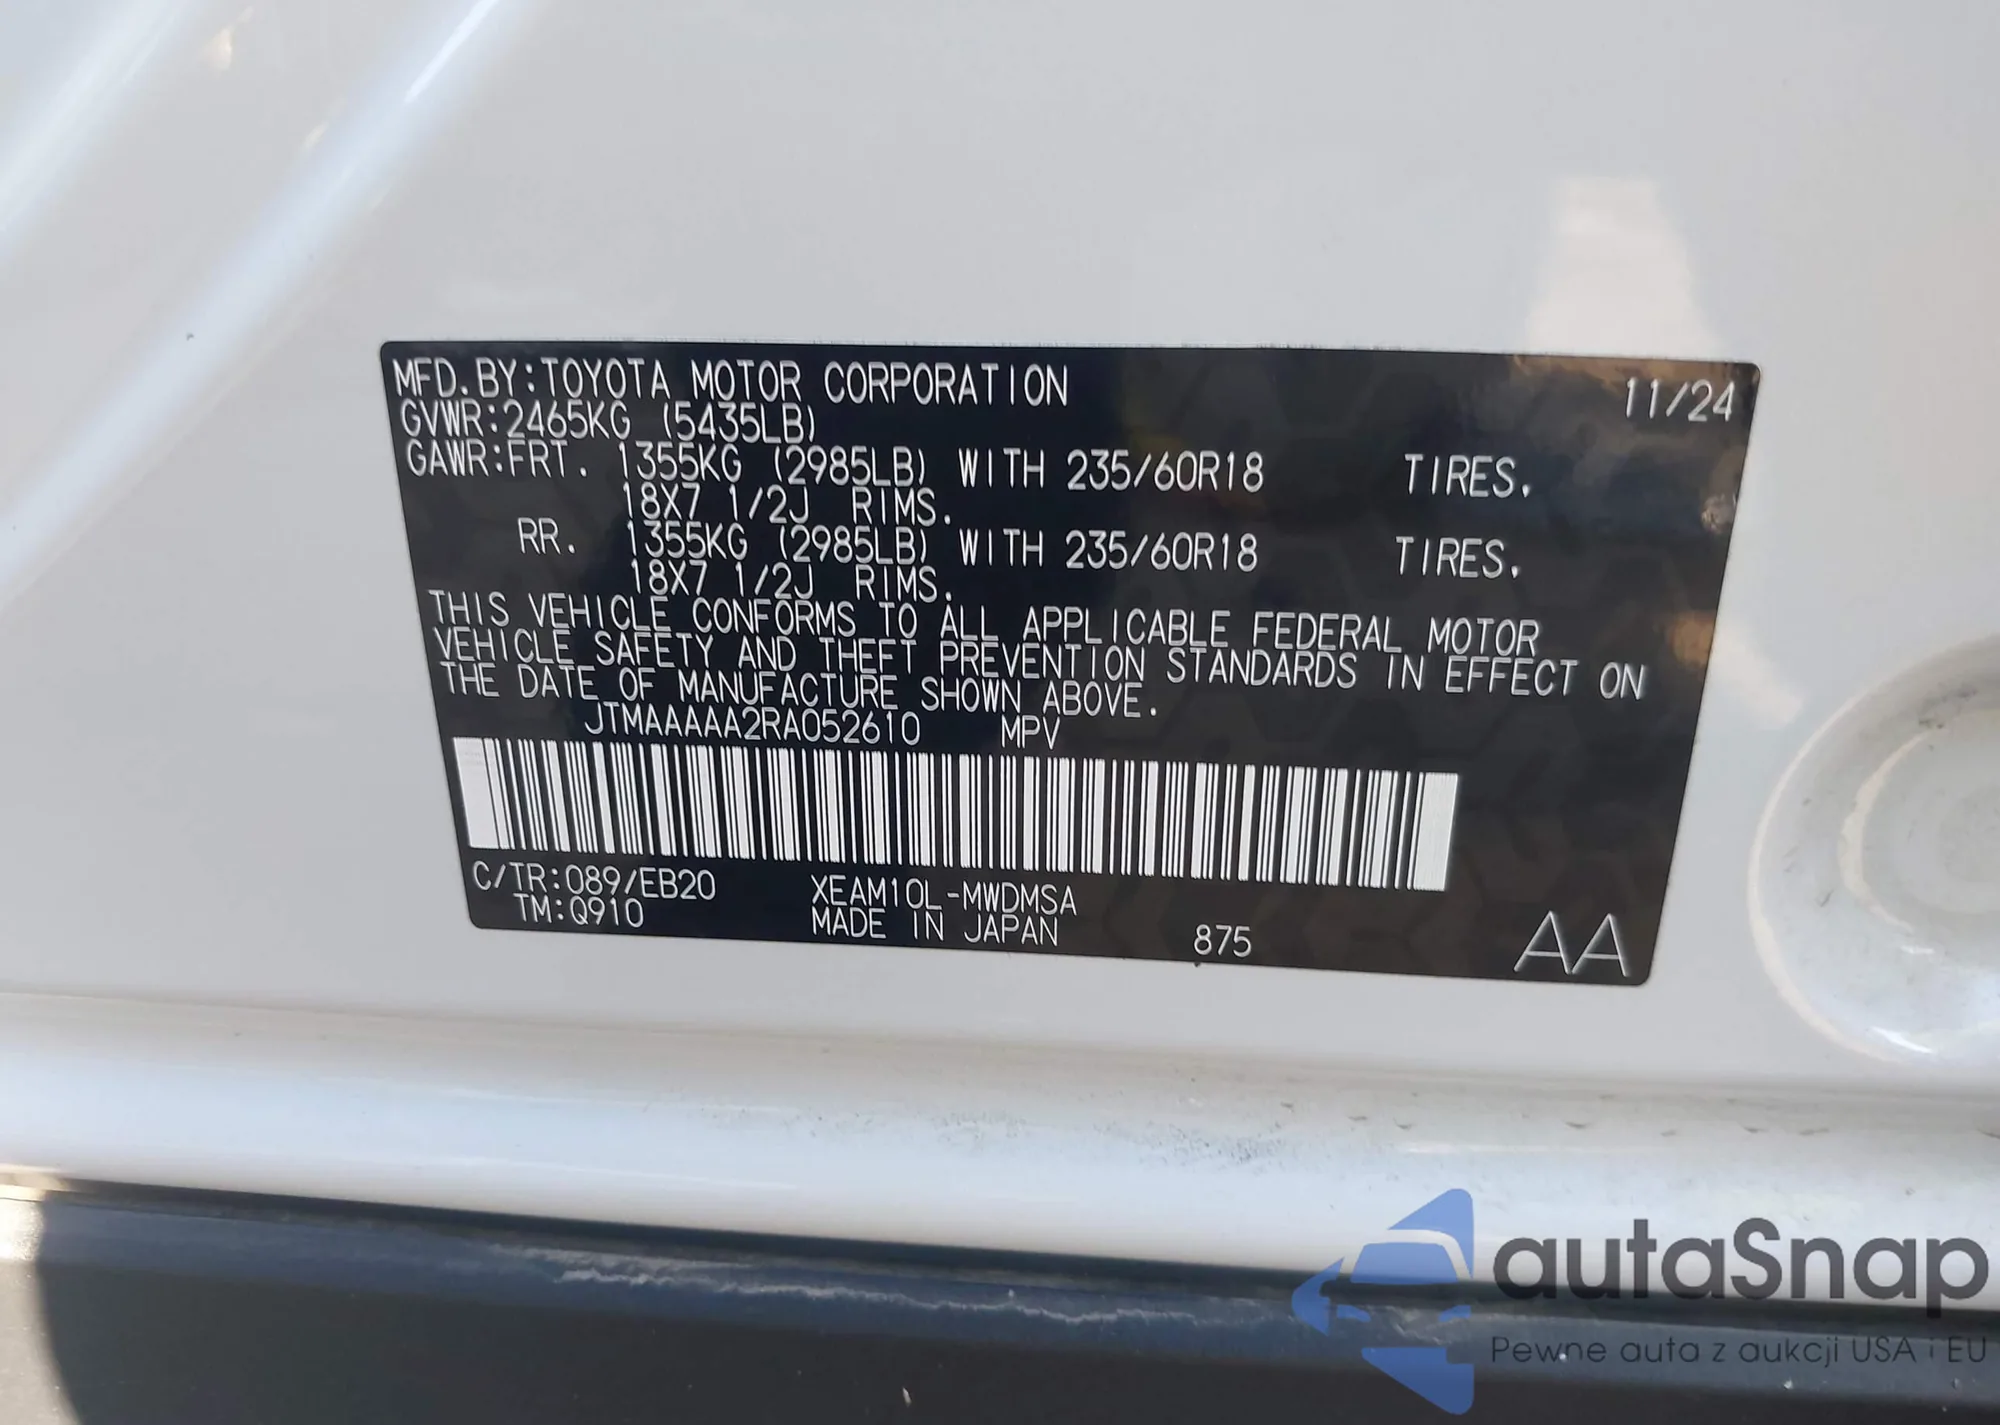 MFD.BY:TOYOTA MOTOR CORPORATION 11/24
GVWR:2465KG (5435LB)
GAWR:FRT. 1355KG (2985LB) WITH 235/60R18 TIRES.
18X7 1/2J RIMS.
RR. 1355KG (2985LB) WITH 235/60R18 TIRES.
18X7 1/2J RIMS.
THIS VEHICLE CONFORMS TO ALL APPLICABLE FEDERAL MOTOR
VEHICLE SAFETY AND THEFT PREVENTION STANDARDS IN EFFECT ON
THE DATE OF MANUFACTURE SHOWN ABOVE.
JTMAAAAA2RA052610 MPV
C/TR:089/EB20 XEAM10L-MWDMSA
TM:Q910 MADE IN JAPAN 875 AA
autaSnap
Pewne auta z aukcji USA i EU